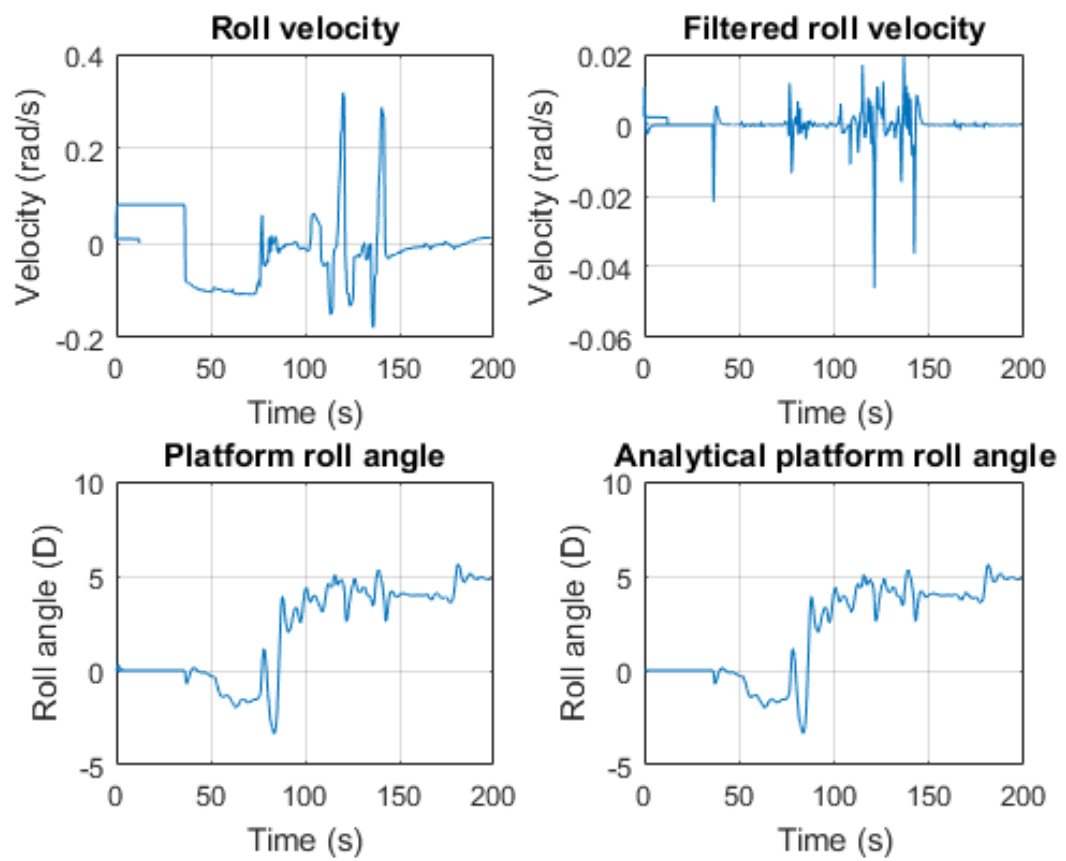 Roll velocity
Velocity (rad/s)
0.4
0.2
0
-0.2
0 50 100 150 200
Time (s)
Filtered roll velocity
Velocity (rad/s)
0.02
0
-0.02
-0.04
-0.06
0 50 100 150 200
Time (s)
Platform roll angle
Roll angle (D)
10
5
0
-5
0 50 100 150 200
Time (s)
Analytical platform roll angle
Roll angle (D)
10
5
0
-5
0 50 100 150 200
Time (s)